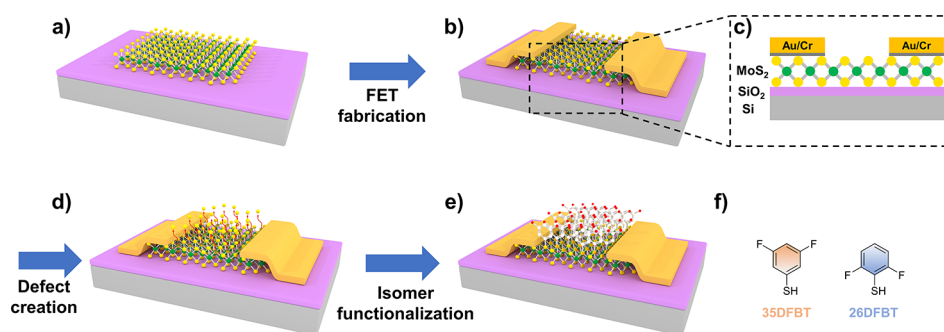 a)
b)
c)
FET
fabrication
Au/Cr
Au/Cr
MoS₂
SiO₂
Si
d)
e)
f)
Defect
creation
Isomer
functionalization
F
F
SH
35DFBT
F
F
SH
26DFBT